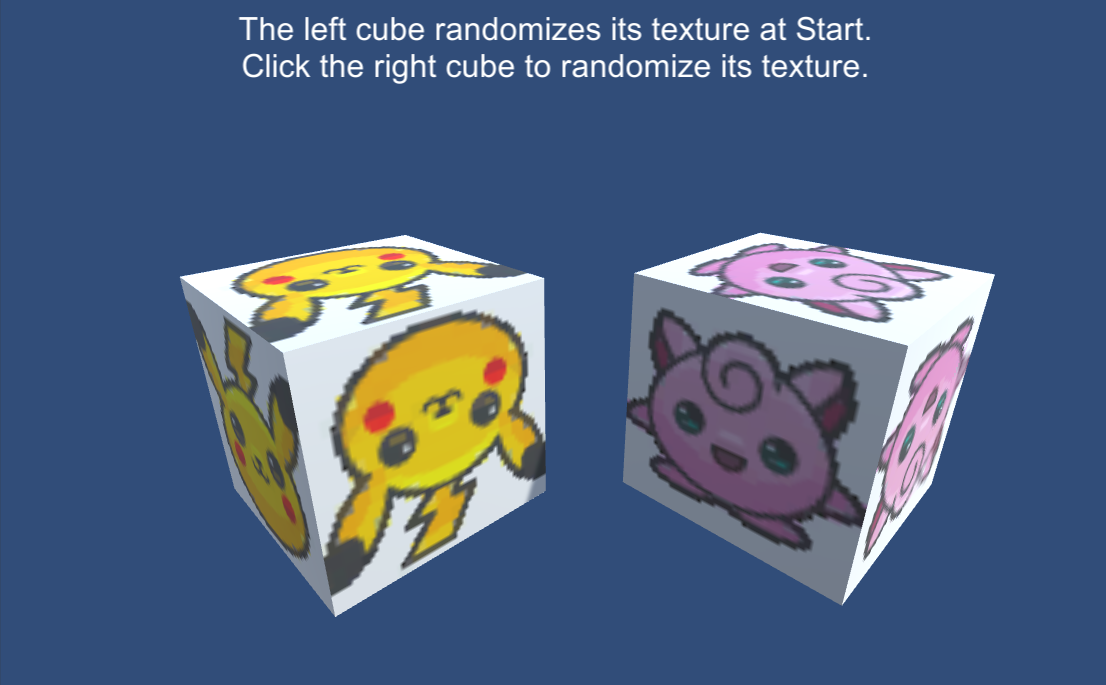 The left cube randomizes its texture at Start.
Click the right cube to randomize its texture.